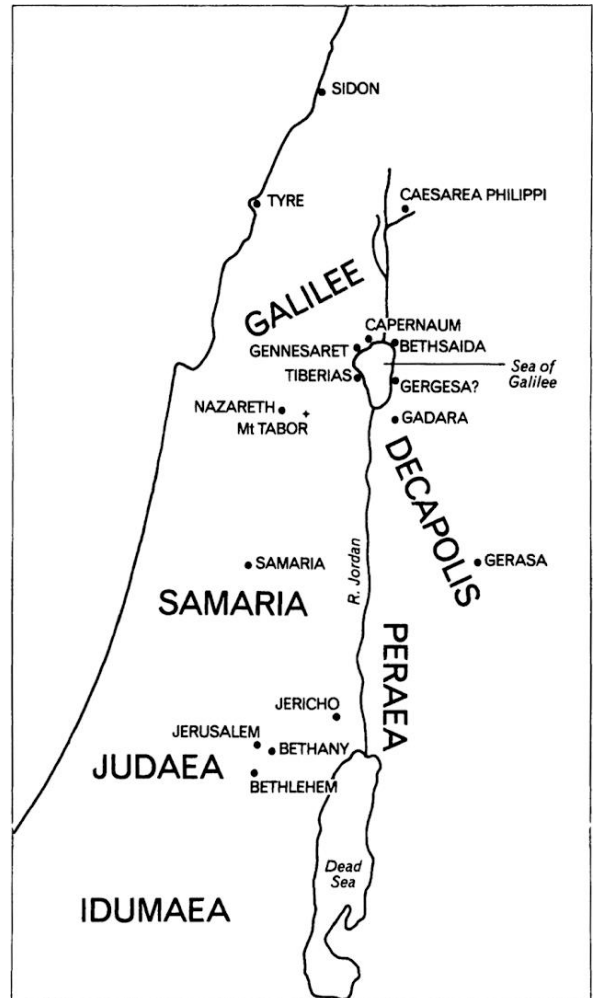 SIDON
TYRE
CAESAREA PHILIPPI
GALILEE
CAPERNAUM
GENNESARET
BETHSAIDA
Sea of
Galilee
TIBERIAS
GERGESA?
NAZARETH
GADARA
Mt TABOR
DECAPOLIS
R. Jordan
GERASA
SAMARIA
SAMARIA
PERAEA
JERICHO
JERUSALEM
BETHANY
JUDAEA
BETHLEHEM
Dead
Sea
IDUMAEA